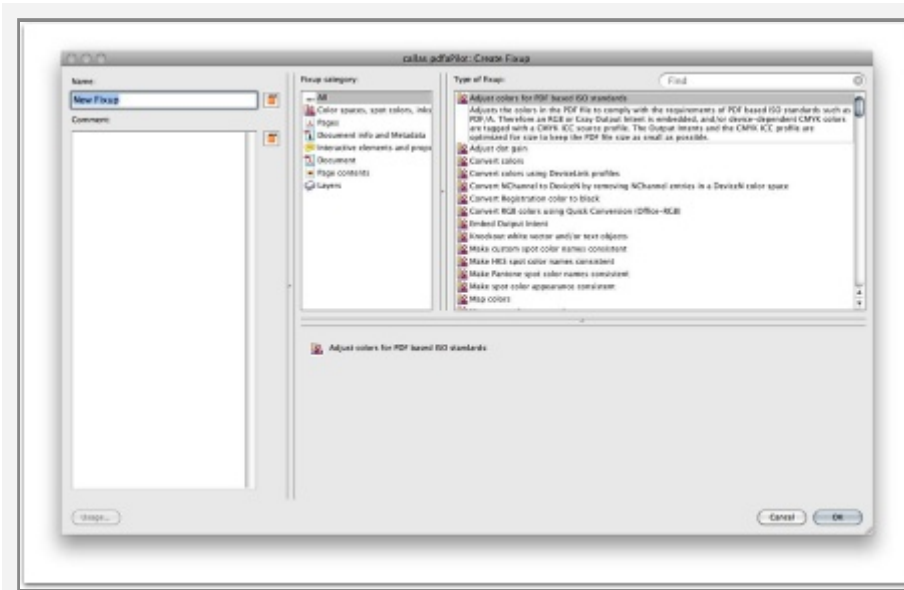 callas pdfaPilot: Create Fixup
Name:
New Fixup
Comment:
Usage...
Fixup category:
All
Color spaces, spot colors, inks
Pages
Document info and Metadata
Interactive elements and prope
Document
Page contents
Layers
Type of fixup:
Find
Adjust colors for PDF based ISO standards
Adjusts the colors in the PDF file to comply with the requirements of PDF based ISO standards such as
PDF/A. Therefore an RGB or Gray Output Intent is embedded, and/or device-dependent CMYK colors
are tagged with a CMYK ICC source profile. The Output Intents and the CMYK ICC profile are
optimized for size to keep the PDF file size as small as possible.
Adjust dot gain
Convert colors
Convert colors using DeviceLink profiles
Convert NChannel to DeviceN by removing NChannel entries in a DeviceN color space
Convert Registration color to black
Convert RGB colors using Quick Conversion (Office-RGB)
Embed Output Intent
Knockout white vector and/or text objects
Make custom spot color names consistent
Make HKS spot color names consistent
Make Pantone spot color names consistent
Make spot color appearance consistent
Map colors
Adjust colors for PDF based ISO standards
Cancel
OK